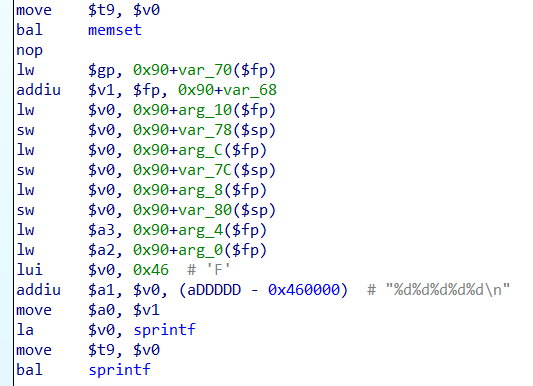 move $t9, $v0
bal memset
nop
lw $gp, 0x90+var_70($fp)
addiu $v1, $fp, 0x90+var_68
lw $v0, 0x90+arg_10($fp)
sw $v0, 0x90+var_78($sp)
lw $v0, 0x90+arg_C($fp)
sw $v0, 0x90+var_7C($sp)
lw $v0, 0x90+arg_8($fp)
sw $v0, 0x90+var_80($sp)
lw $a3, 0x90+arg_4($fp)
lw $a2, 0x90+arg_0($fp)
lui $v0, 0x46 # 'F'
addiu $a1, $v0, (aDDDDD - 0x460000) # "%d%d%d%d%d\n"
move $a0, $v1
la $v0, sprintf
move $t9, $v0
bal sprintf